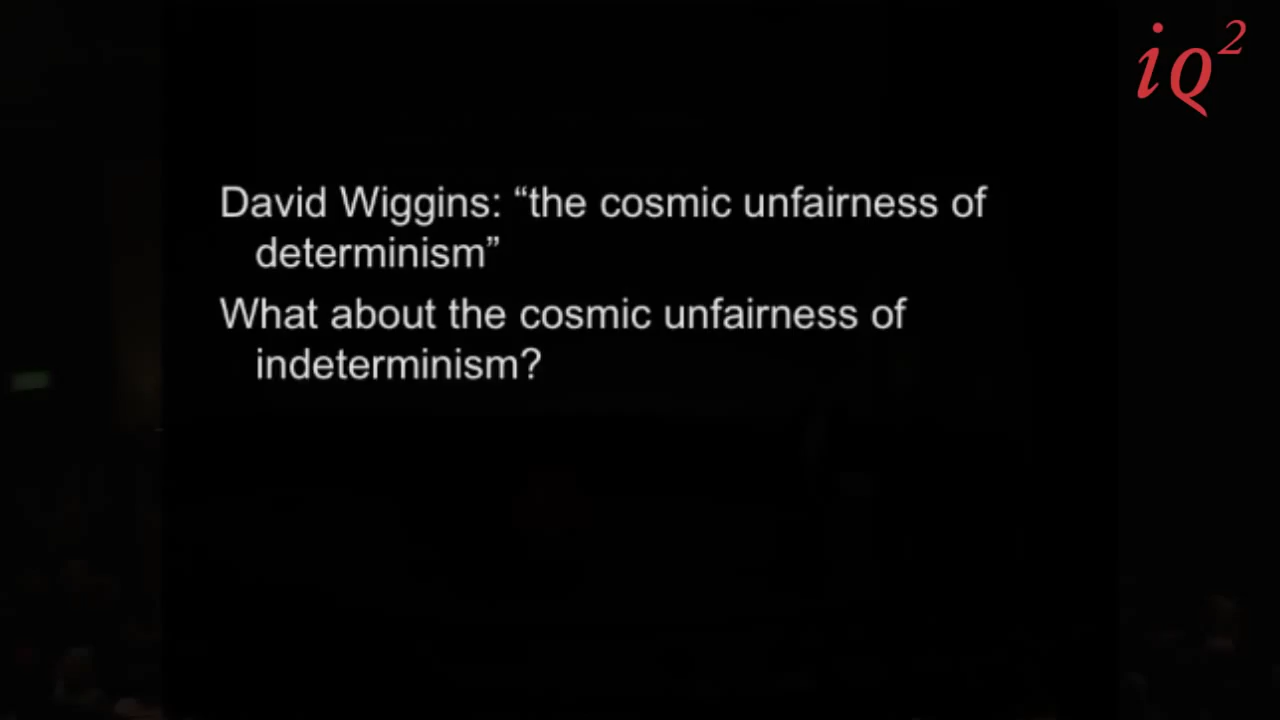 iQ²
David Wiggins: “the cosmic unfairness of
determinism”
What about the cosmic unfairness of
indeterminism?